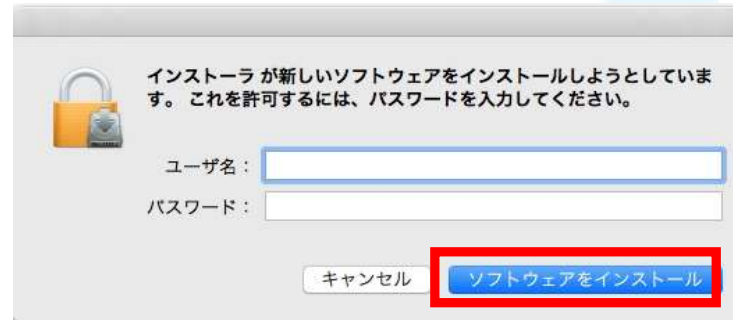 インストーラ が新しいソフトウェアをインストールしようとしていま
す。 これを許可するには、パスワードを入力してください。
ユーザ名：
パスワード：
キャンセル ソフトウェアをインストール